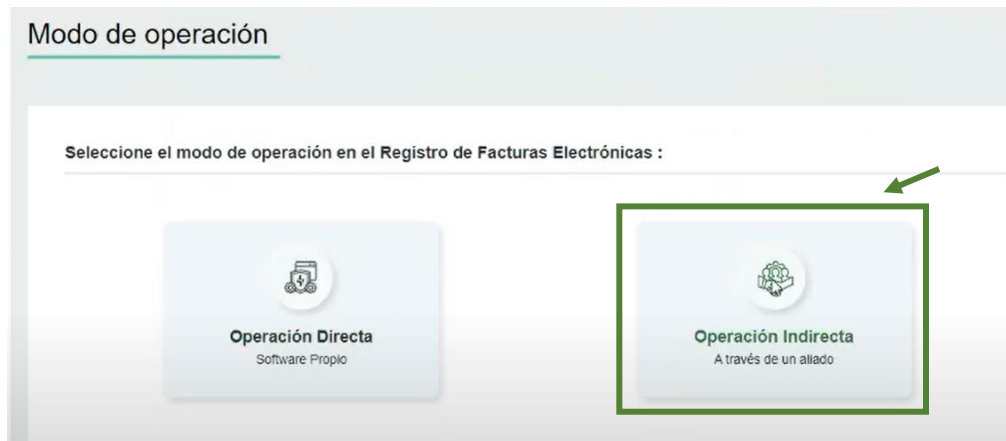 Modo de operación
Seleccione el modo de operación en el Registro de Facturas Electrónicas :
Operación Directa
Software Propio
Operación Indirecta
A través de un aliado